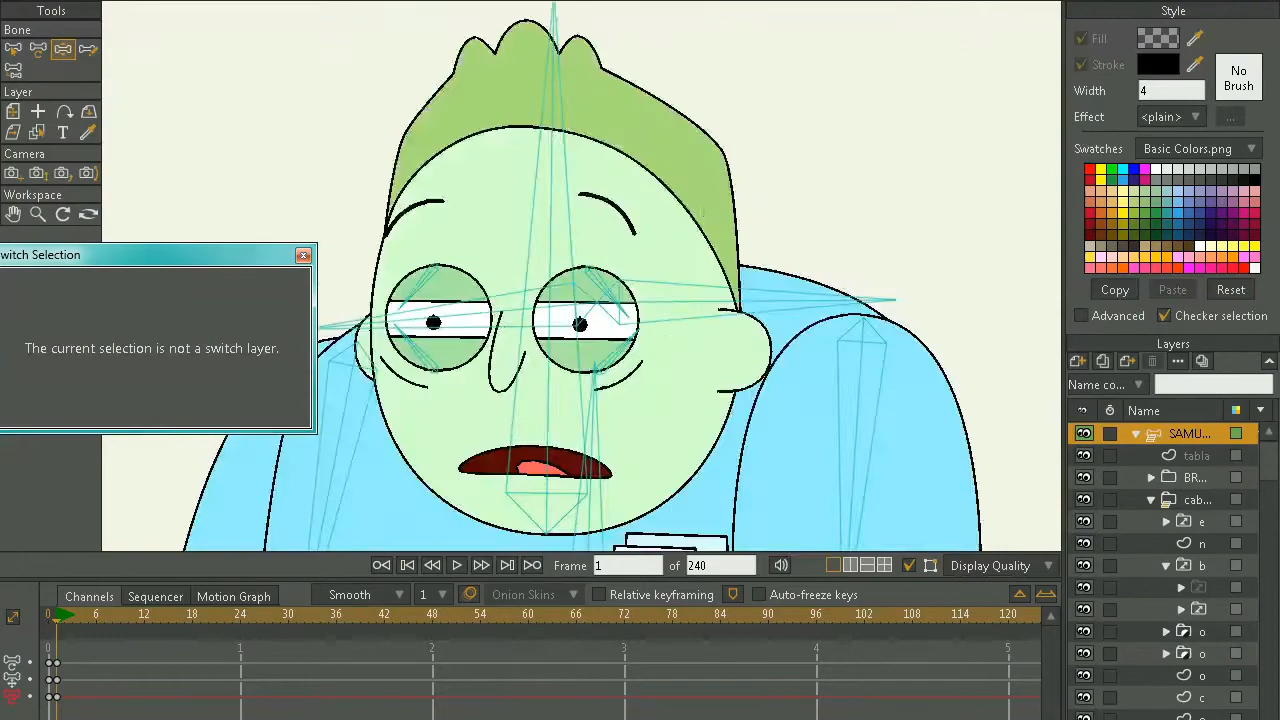 Tools
Bone
Layer
Camera
Workspace
witch Selection
The current selection is not a switch layer.
Style
Fill
Stroke
No Brush
Width 4
Effect <plain> ...
Swatches Basic Colors.png
Copy Paste Reset
Advanced Checker selection
Layers
Name co...
Name
SAMU...
tabla
BR...
cab...
e
n
b
o
o
o
c
Frame 1 of 240 Display Quality
Channels Sequencer Motion Graph Smooth 1 Onion Skins Relative keyframing Auto-freeze keys
0 6 12 18 24 30 36 42 48 54 60 66 72 78 84 90 96 102 108 114 120
0 1 2 3 4 5